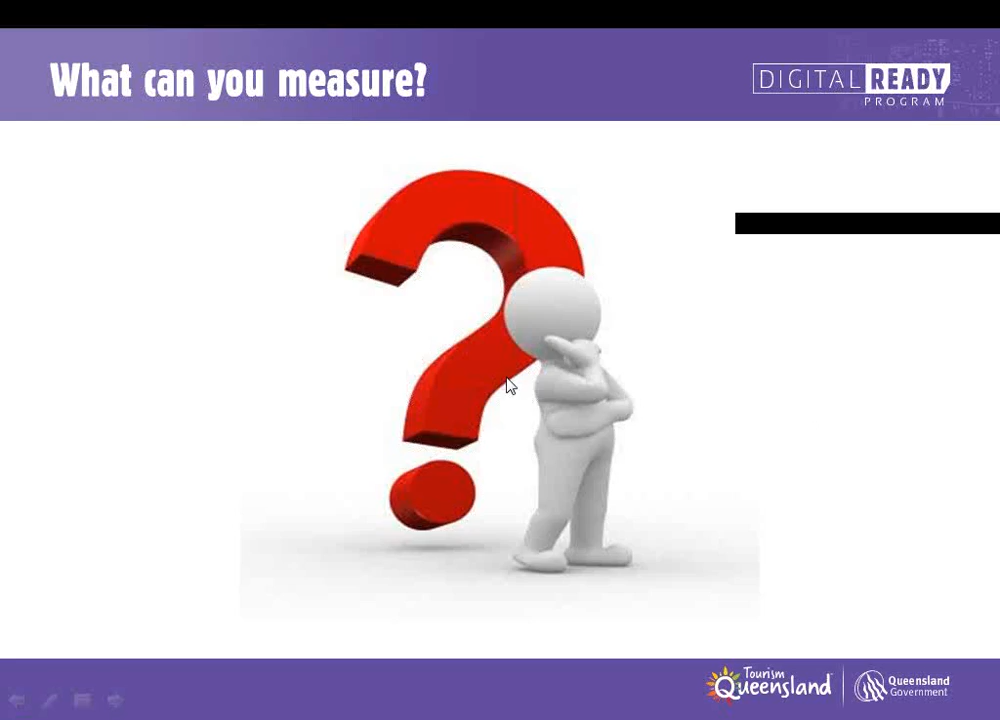 What can you measure?
DIGITAL READY
PROGRAM
Tourism
Queensland
Queensland
Government